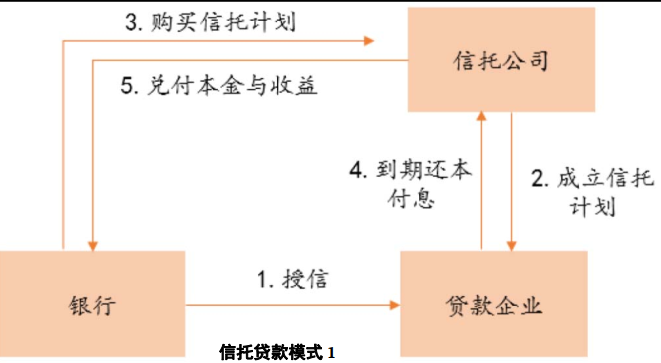 3. 购买信托计划
信托公司
5. 兑付本金与收益
4. 到期还本
付息
2. 成立信托
计划
1. 授信
银行
贷款企业
信托贷款模式 1